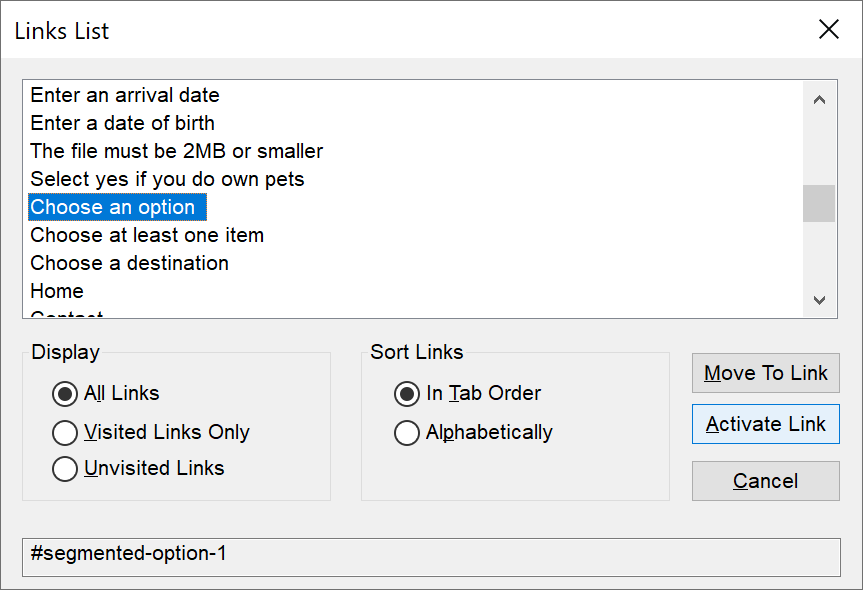 Links List
Enter an arrival date
Enter a date of birth
The file must be 2MB or smaller
Select yes if you do own pets
Choose an option
Choose at least one item
Choose a destination
Home
Contact
Display
All Links
Visited Links Only
Unvisited Links
Sort Links
In Tab Order
Alphabetically
Move To Link
Activate Link
Cancel
#segmented-option-1